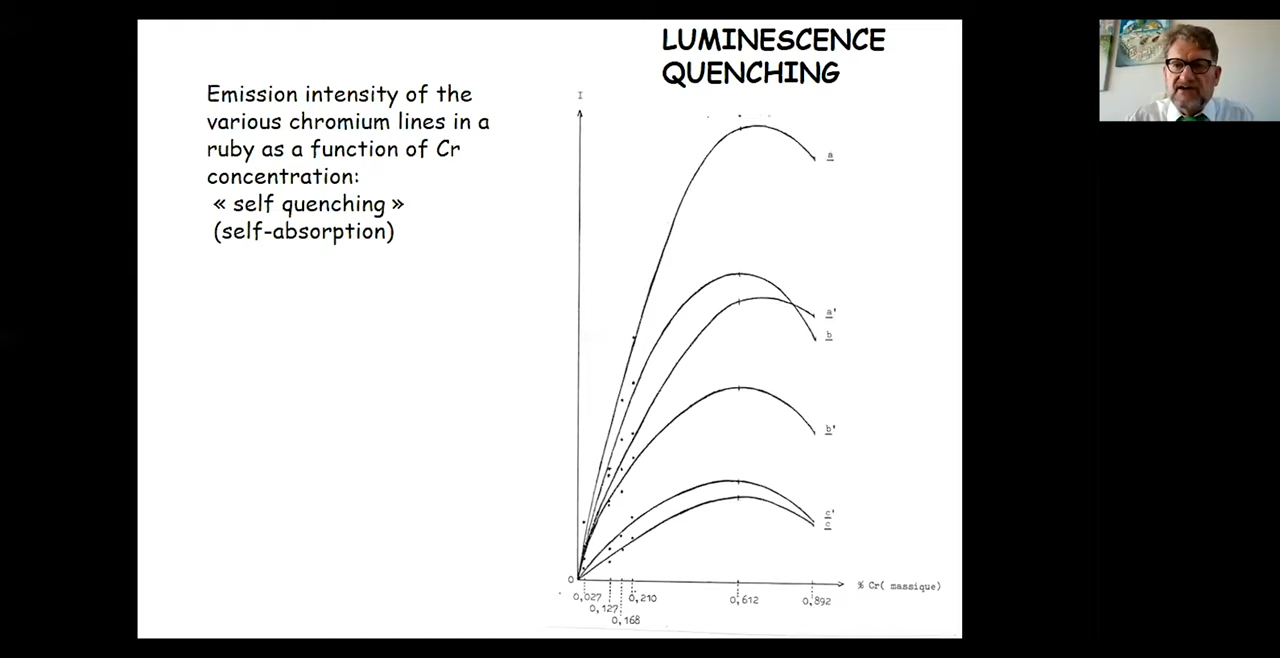 LUMINESCENCE
QUENCHING
Emission intensity of the
various chromium lines in a
ruby as a function of Cr
concentration:
« self quenching »
(self-absorption)
I
a
a'
b
b'
c'
c
0
% Cr( massique)
0,027
0,210
0,612
0,892
0,127
0,168